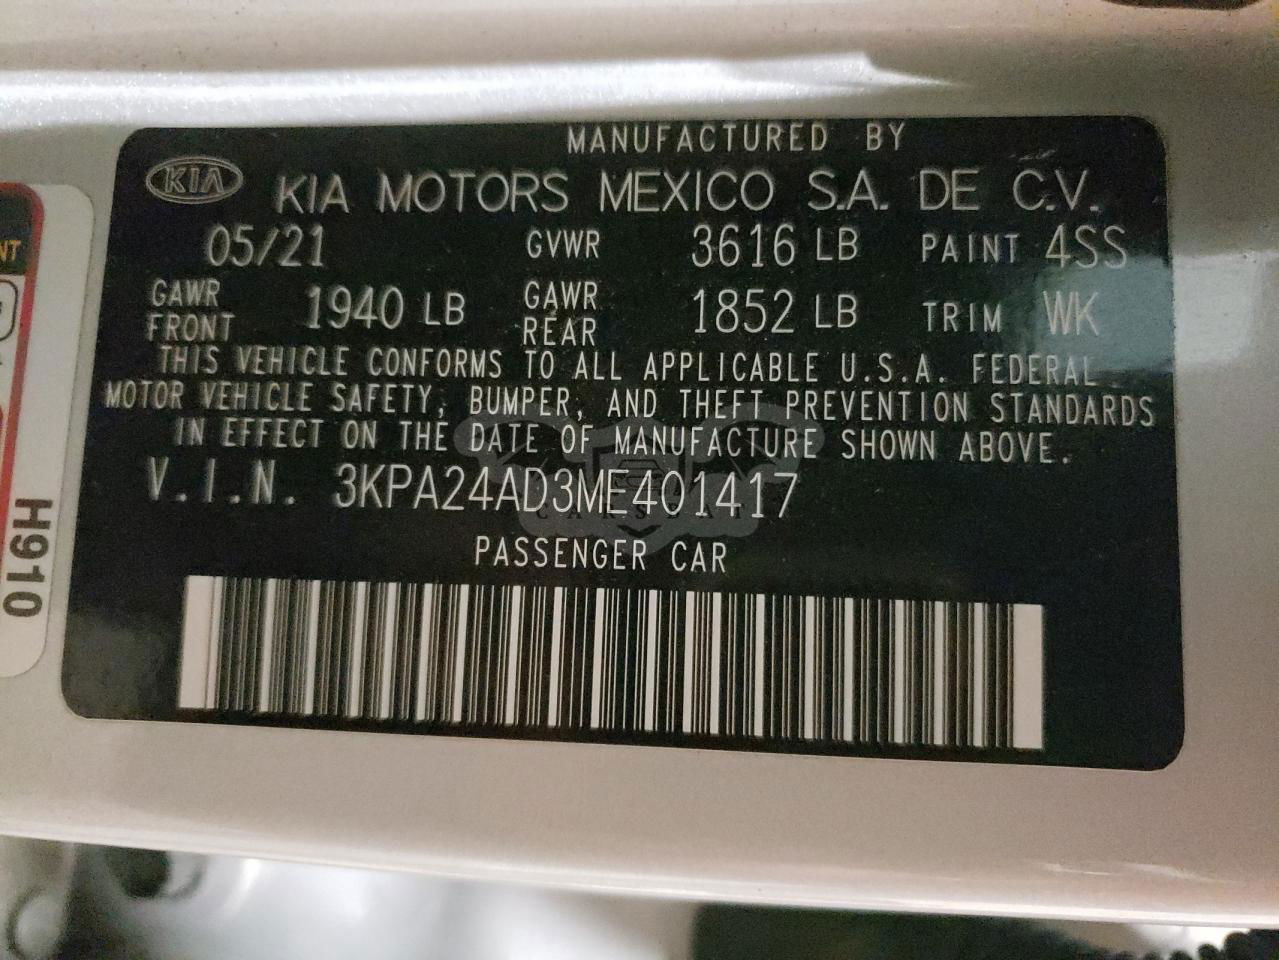 MANUFACTURED BY
KIA KIA MOTORS MEXICO S.A. DE C.V.
05/21 GVWR 3616 LB PAINT 4SS
GAWR FRONT 1940 LB GAWR REAR 1852 LB TRIM WK
THIS VEHICLE CONFORMS TO ALL APPLICABLE U.S.A. FEDERAL
MOTOR VEHICLE SAFETY, BUMPER, AND THEFT PREVENTION STANDARDS
IN EFFECT ON THE DATE OF MANUFACTURE SHOWN ABOVE.
V.I.N. 3KPA24AD3ME401417
PASSENGER CAR
H910